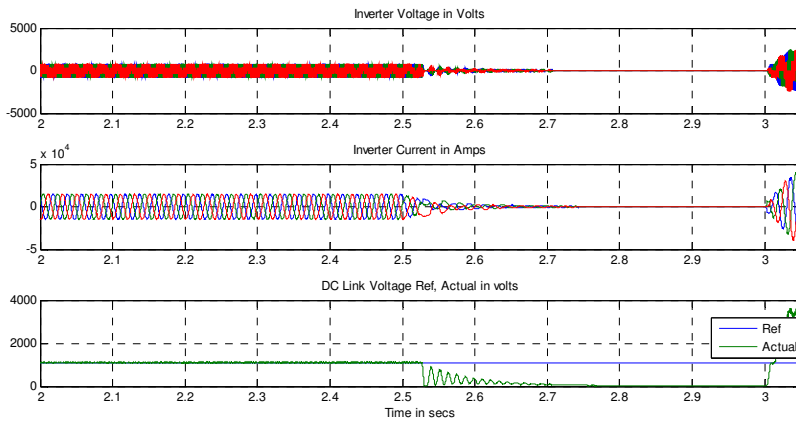 Inverter Voltage in Volts
5000
0
-5000
2 2.1 2.2 2.3 2.4 2.5 2.6 2.7 2.8 2.9 3
x 10^4
Inverter Current in Amps
5
0
-5
2 2.1 2.2 2.3 2.4 2.5 2.6 2.7 2.8 2.9 3
DC Link Voltage Ref, Actual in volts
4000
2000
0
Ref
Actual
2 2.1 2.2 2.3 2.4 2.5 2.6 2.7 2.8 2.9 3
Time in secs